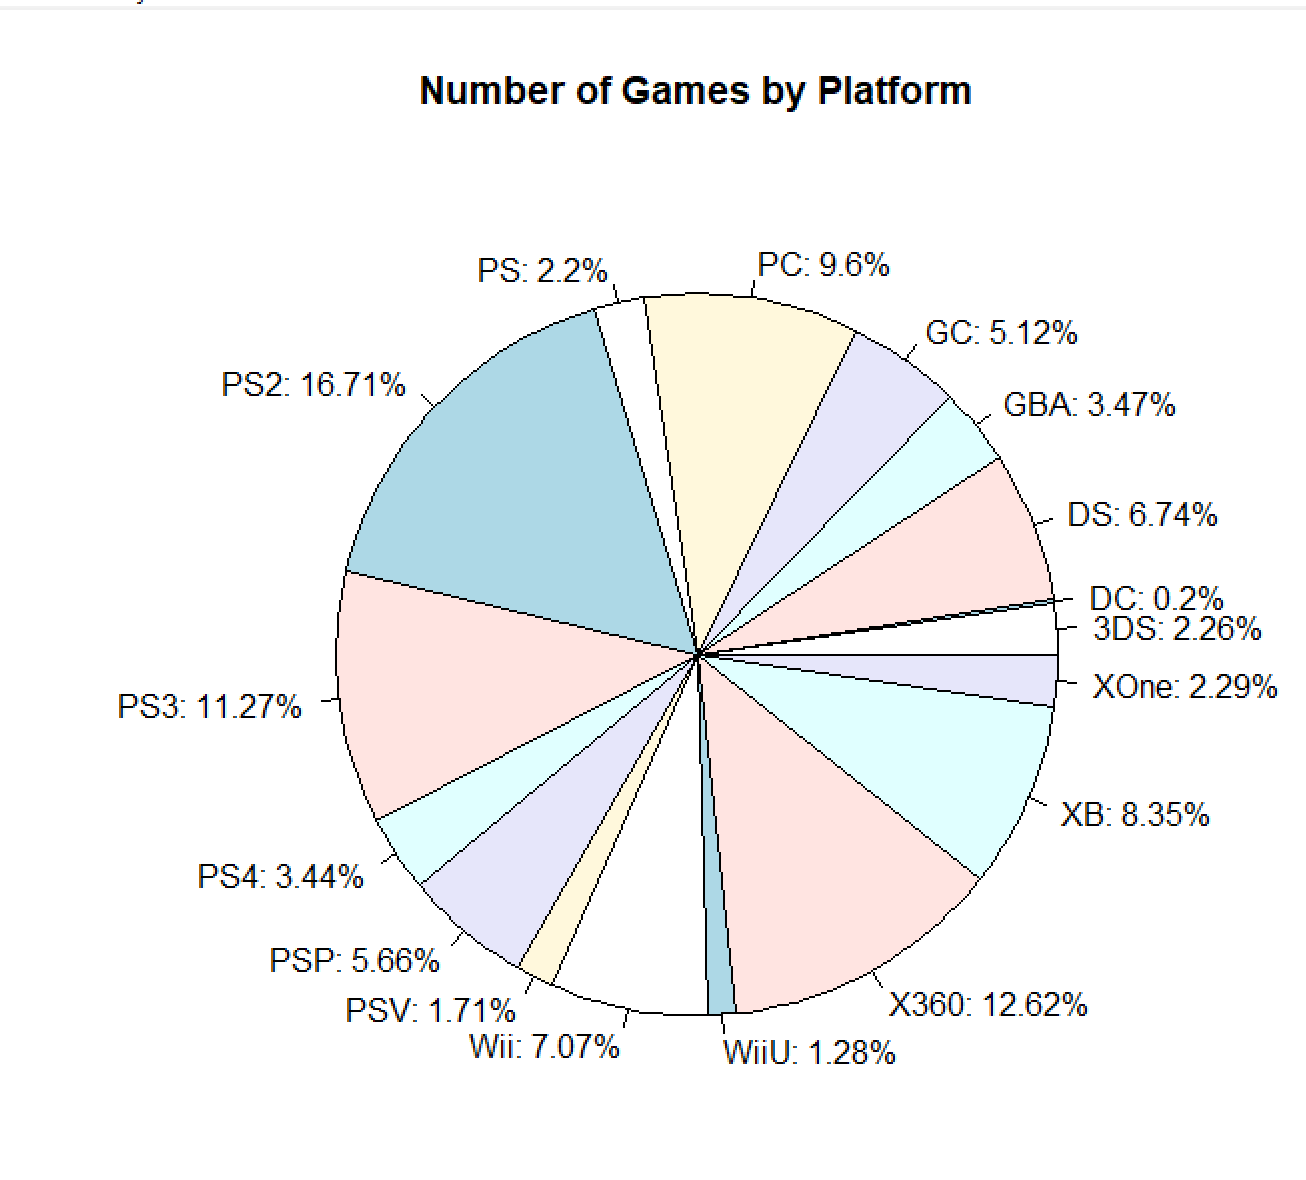 Number of Games by Platform
PC: 9.6%
PS: 2.2%
GC: 5.12%
PS2: 16.71%
GBA: 3.47%
DS: 6.74%
DC: 0.2%
3DS: 2.26%
XOne: 2.29%
PS3: 11.27%
XB: 8.35%
PS4: 3.44%
PSP: 5.66%
X360: 12.62%
PSV: 1.71%
Wii: 7.07%
WiiU: 1.28%